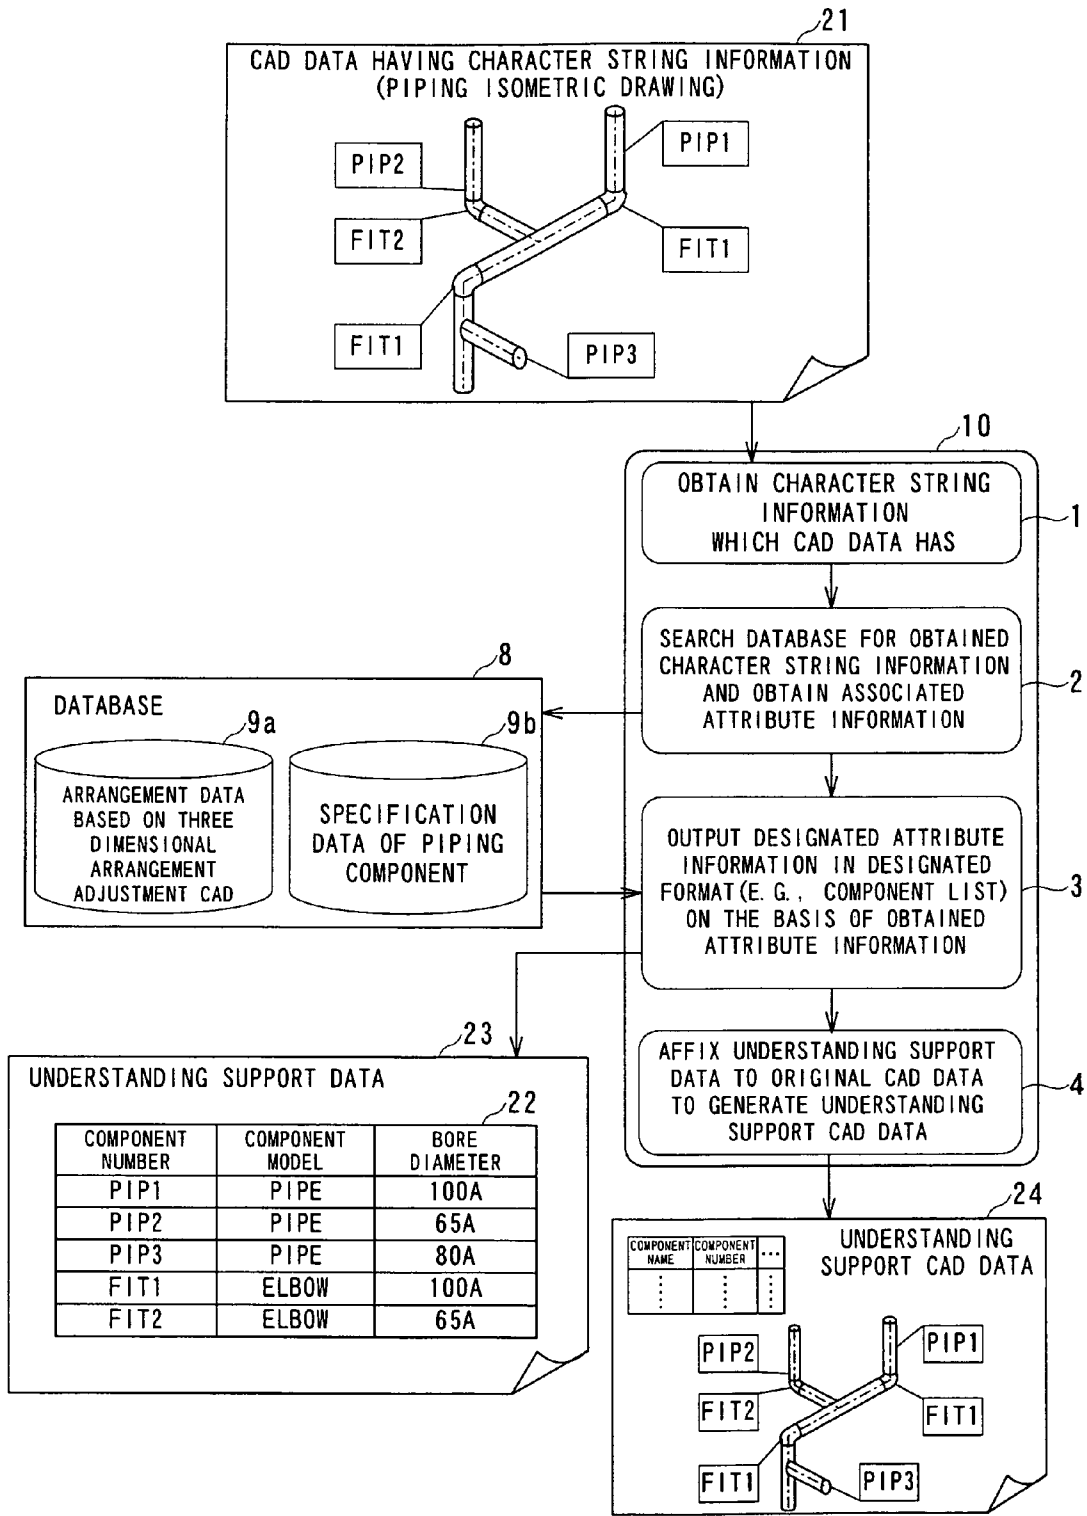 21
CAD DATA HAVING CHARACTER STRING INFORMATION
(PIPING ISOMETRIC DRAWING)
PIP2
PIP1
FIT2
FIT1
FIT1
PIP3
10
OBTAIN CHARACTER STRING
INFORMATION
WHICH CAD DATA HAS
1
SEARCH DATABASE FOR OBTAINED
CHARACTER STRING INFORMATION
AND OBTAIN ASSOCIATED
ATTRIBUTE INFORMATION
2
8
DATABASE
9a
9b
ARRANGEMENT DATA
BASED ON THREE
DIMENSIONAL
ARRANGEMENT
ADJUSTMENT CAD
SPECIFICATION
DATA OF PIPING
COMPONENT
OUTPUT DESIGNATED ATTRIBUTE
INFORMATION IN DESIGNATED
FORMAT(E.G., COMPONENT LIST)
ON THE BASIS OF OBTAINED
ATTRIBUTE INFORMATION
3
AFFIX UNDERSTANDING SUPPORT
DATA TO ORIGINAL CAD DATA
TO GENERATE UNDERSTANDING
SUPPORT CAD DATA
4
23
UNDERSTANDING SUPPORT DATA
22
COMPONENT NUMBER COMPONENT MODEL BORE DIAMETER
PIP1 PIPE 100A
PIP2 PIPE 65A
PIP3 PIPE 80A
FIT1 ELBOW 100A
FIT2 ELBOW 65A
24
UNDERSTANDING
SUPPORT CAD DATA
COMPONENT NAME COMPONENT NUMBER ...
PIP2
PIP1
FIT2
FIT1
FIT1
PIP3